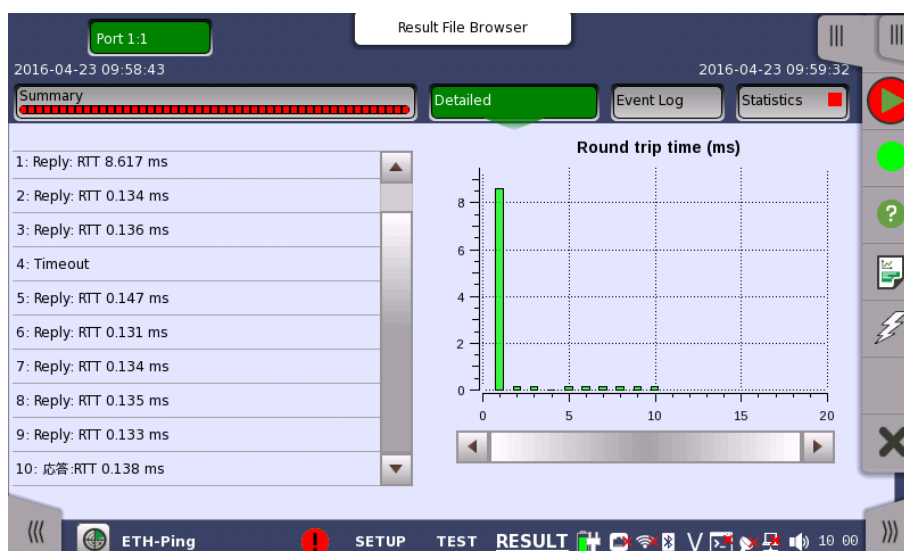 Port 1:1
Result File Browser
2016-04-23 09:58:43
2016-04-23 09:59:32
Summary
Detailed
Event Log
Statistics
1: Reply: RTT 8.617 ms
2: Reply: RTT 0.134 ms
3: Reply: RTT 0.136 ms
4: Timeout
5: Reply: RTT 0.147 ms
6: Reply: RTT 0.131 ms
7: Reply: RTT 0.134 ms
8: Reply: RTT 0.135 ms
9: Reply: RTT 0.133 ms
10: 応答:RTT 0.138 ms
Round trip time (ms)
8
6
4
2
0
0 5 10 15 20
?
ETH-Ping
!
SETUP TEST RESULT
V
10 00